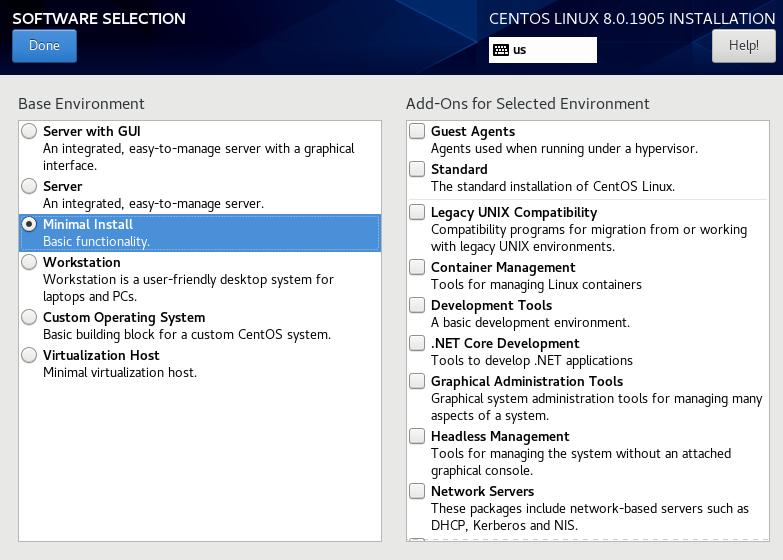 SOFTWARE SELECTION
CENTOS LINUX 8.0.1905 INSTALLATION
Done
us
Help!
Base Environment
Server with GUI
An integrated, easy-to-manage server with a graphical
interface.
Server
An integrated, easy-to-manage server.
Minimal Install
Basic functionality.
Workstation
Workstation is a user-friendly desktop system for
laptops and PCs.
Custom Operating System
Basic building block for a custom CentOS system.
Virtualization Host
Minimal virtualization host.
Add-Ons for Selected Environment
Guest Agents
Agents used when running under a hypervisor.
Standard
The standard installation of CentOS Linux.
Legacy UNIX Compatibility
Compatibility programs for migration from or working
with legacy UNIX environments.
Container Management
Tools for managing Linux containers
Development Tools
A basic development environment.
.NET Core Development
Tools to develop .NET applications
Graphical Administration Tools
Graphical system administration tools for managing many
aspects of a system.
Headless Management
Tools for managing the system without an attached
graphical console.
Network Servers
These packages include network-based servers such as
DHCP, Kerberos and NIS.